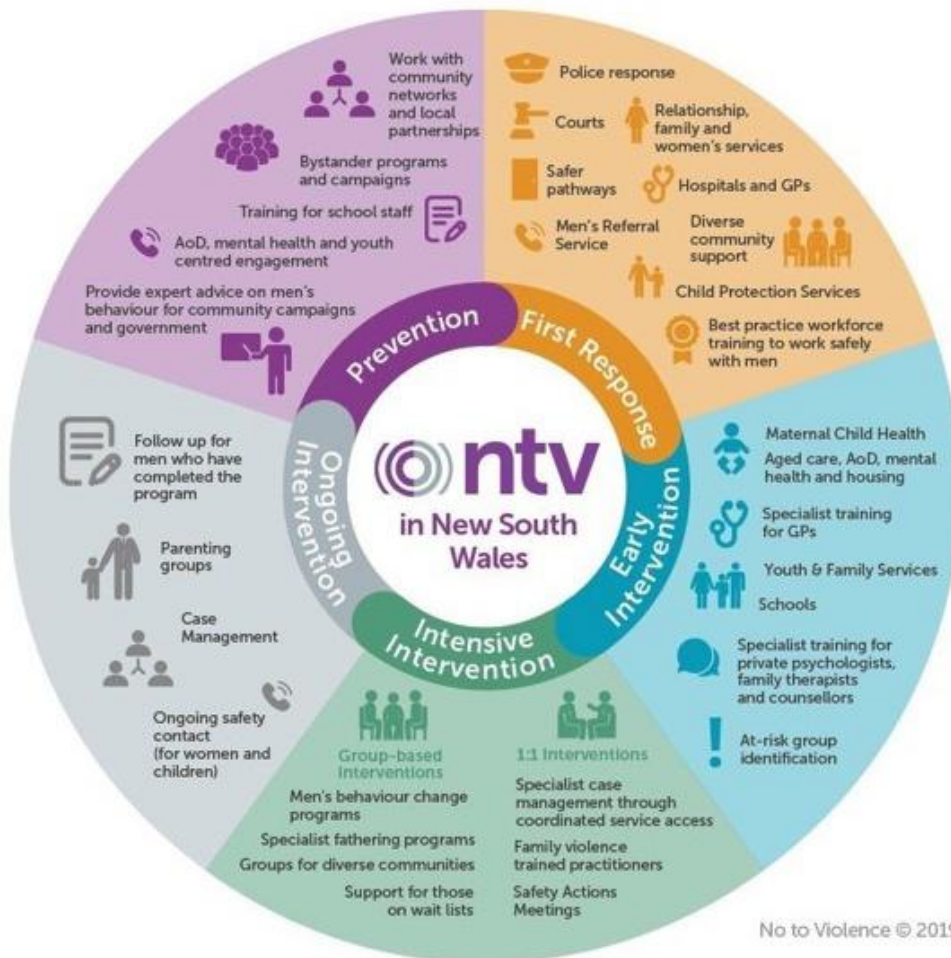 Work with
community
networks
and local
partnerships
Bystander programs
and campaigns
Training for school staff
AoD, mental health and youth
centred engagement
Provide expert advice on men's
behaviour for community campaigns
and government
Police response
Courts
Relationship,
family and
women's services
Safer
pathways
Hospitals and GPs
Men's Referral
Service
Diverse
community
support
Child Protection Services
Best practice workforce
training to work safely
with men
Prevention
First Response
Early
Intervention
Intensive
Intervention
Ongoing
Intervention
ntv
in New South
Wales
Maternal Child Health
Aged care, AoD, mental
health and housing
Specialist training
for GPs
Youth & Family Services
Schools
Specialist training for
private psychologists,
family therapists
and counsellors
At-risk group
identification
Group-based
Interventions
Men's behaviour change
programs
Specialist fathering programs
Groups for diverse communities
Support for those
on wait lists
1:1 Interventions
Specialist case
management through
coordinated service access
Family violence
trained practitioners
Safety Actions
Meetings
Follow up for
men who have
completed the
program
Parenting
groups
Case
Management
Ongoing safety
contact
(for women and
children)
No to Violence © 2019